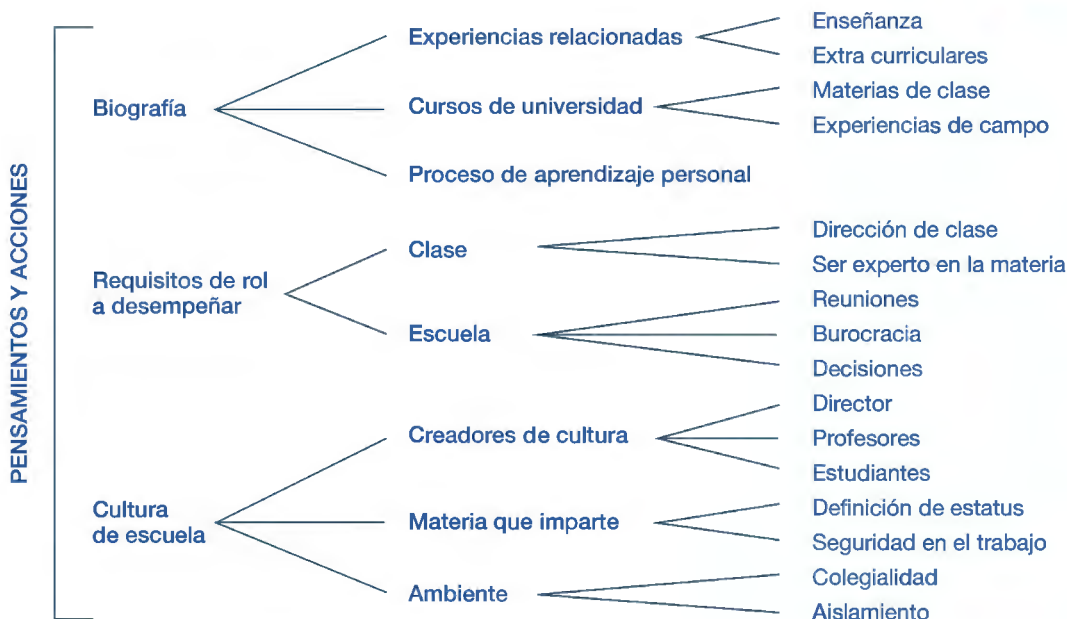 PENSAMIENTOS Y ACCIONES
Biografía
Experiencias relacionadas
Enseñanza
Extra curriculares
Cursos de universidad
Materias de clase
Experiencias de campo
Proceso de aprendizaje personal
Requisitos de rol
a desempeñar
Clase
Dirección de clase
Ser experto en la materia
Escuela
Reuniones
Burocracia
Decisiones
Cultura
de escuela
Creadores de cultura
Director
Profesores
Estudiantes
Materia que imparte
Definición de estatus
Seguridad en el trabajo
Ambiente
Colegialidad
Aislamiento